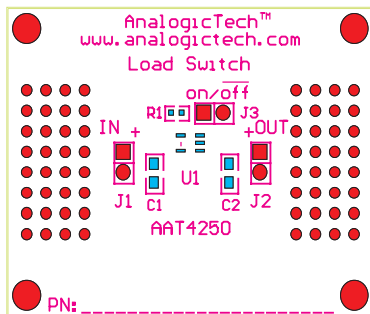 AnalogicTech™
www.analogictech.com
Load Switch
on/off
R1 J3
IN + +OUT
U1
J1 C1 C2 J2
AAT4250
PN:______________________